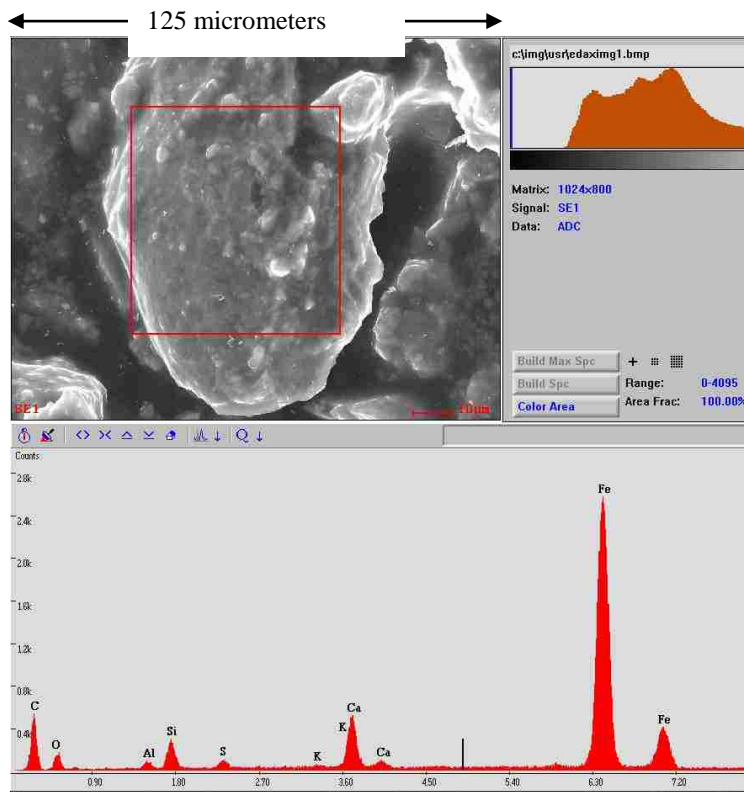 125 micrometers
c:\img\usr\edaximg1.bmp
Matrix: 1024x800
Signal: SE1
Data: ADC
Build Max Spc
Build Spc
Range: 0-4095
Color Area
Area Frac: 100.00%
SE1
10µm
Q
Counts
2.8k
2.4k
2.0k
1.6k
1.2k
0.8k
0.4k
C
O
Al
Si
S
K
K
Ca
Ca
Fe
Fe
0.90 1.80 2.70 3.60 4.50 5.40 6.30 7.20